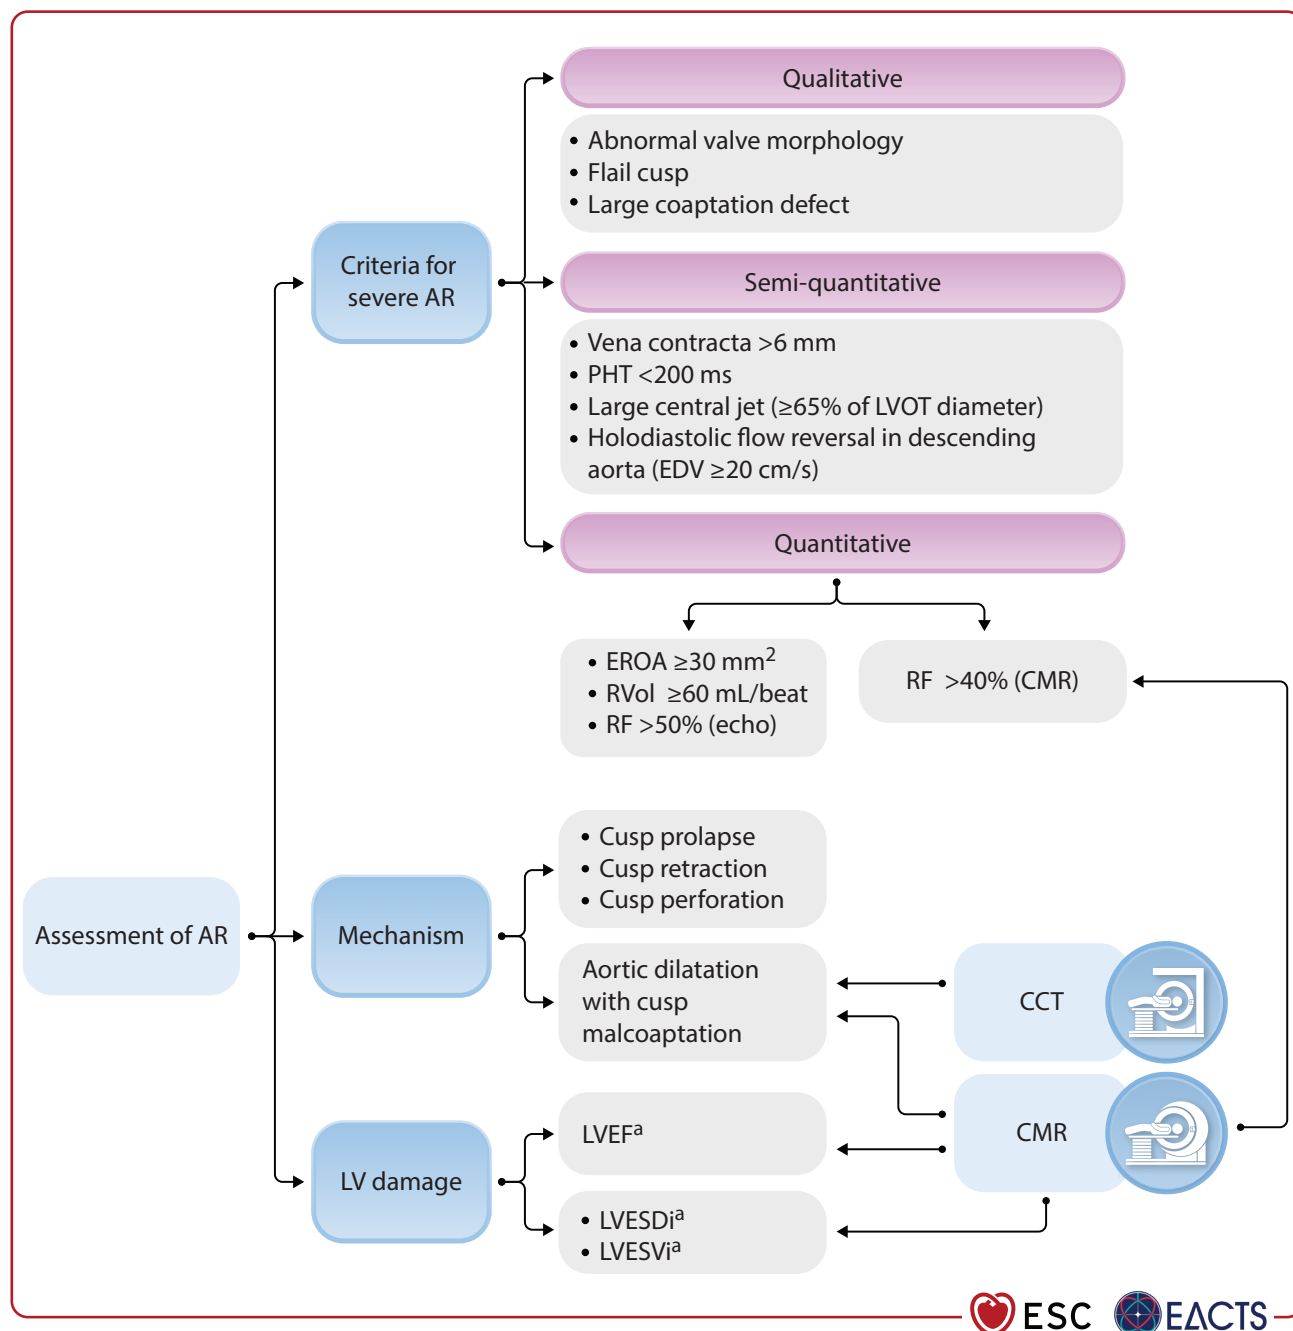 Qualitative
• Abnormal valve morphology
• Flail cusp
• Large coaptation defect
Criteria for
severe AR
Semi-quantitative
• Vena contracta >6 mm
• PHT <200 ms
• Large central jet (≥65% of LVOT diameter)
• Holodiastolic flow reversal in descending
aorta (EDV ≥20 cm/s)
Quantitative
• EROA ≥30 mm²
• RVol ≥60 mL/beat
• RF >50% (echo)
RF >40% (CMR)
Assessment of AR
Mechanism
• Cusp prolapse
• Cusp retraction
• Cusp perforation
Aortic dilatation
with cusp
malcoaptation
CCT
CMR
LV damage
LVEFᵃ
• LVESDiᵃ
• LVESViᵃ
ESC
EΔCTS